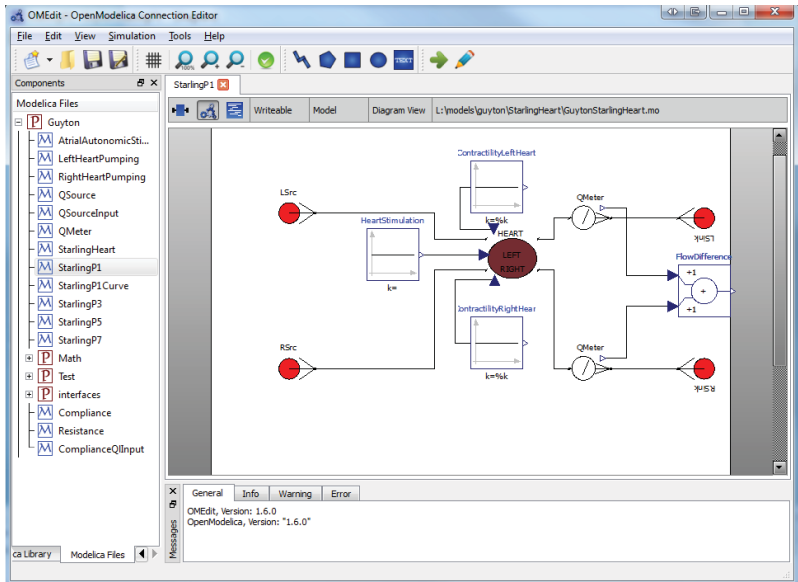 OMEdit - OpenModelica Connection Editor
File Edit View Simulation Tools Help
100%
TEXT
Components
StarlingP1
Modelica Files
Writeable Model Diagram View L:\models\guyton\StarlingHeart\GuytonStarlingHeart.mo
P Guyton
M AtrialAutonomicSti...
M LeftHeartPumping
M RightHeartPumping
M QSource
M QSourceInput
M QMeter
M StarlingHeart
M StarlingP1
M StarlingP1Curve
M StarlingP3
M StarlingP5
M StarlingP7
P Math
P Test
P interfaces
M Compliance
M Resistance
M ComplianceQIInput
ca Library Modelica Files
ContractilityLeftHeart
k=%k
LSrc
QMeter
LSink
HeartStimulation
k=
HEART
LEFT
RIGHT
FlowDifference
+1
+
+1
ContractilityRightHear
k=%k
RSrc
QMeter
RSink
Messages
General Info Warning Error
OMEdit, Version: 1.6.0
OpenModelica, Version: "1.6.0"